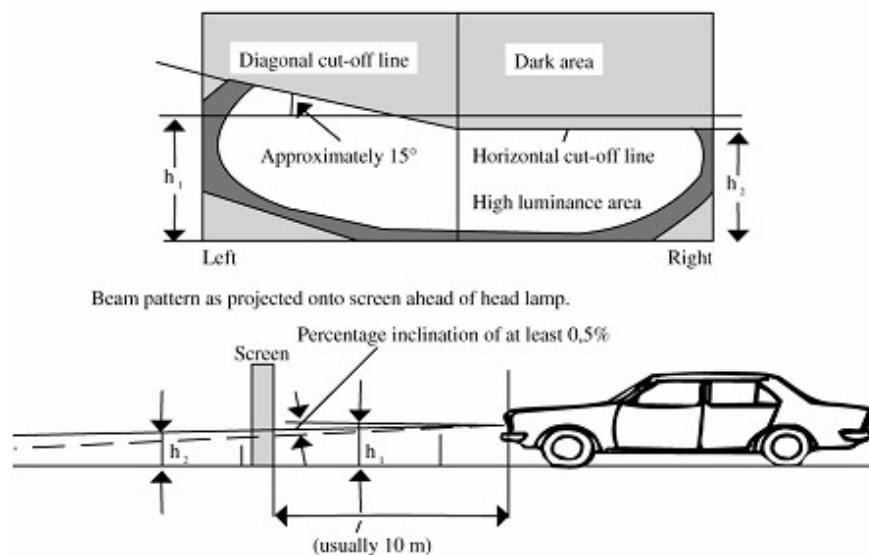 Diagonal cut-off line
Dark area
Approximately 15°
Horizontal cut-off line
h₁
h₂
High luminance area
Left
Right
Beam pattern as projected onto screen ahead of head lamp.
Percentage inclination of at least 0,5%
Screen
h₂
h₁
l
(usually 10 m)